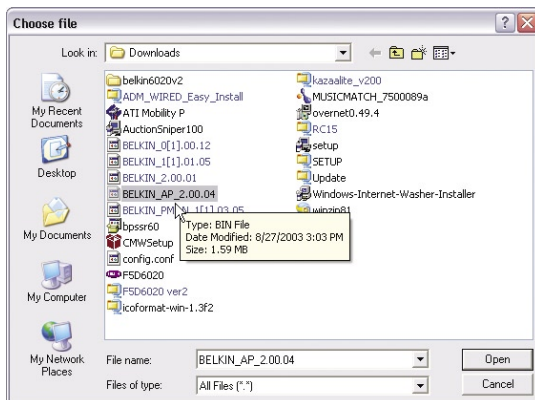 Choose file
Look in: Downloads
belkin6020v2
ADM_WIRED_Easy_Install
ATI Mobility P
AuctionSniper100
BELKIN_0[1].00.12
BELKIN_1[1].01.05
BELKIN_2.00.01
BELKIN_AP_2.00.04
bpssr60
CMWSetup
config.conf
F5D6020
F5D6020 ver2
icoformat-win-1.3f2
kazaalite_v200
MUSICMATCH_7500089a
overnet0.49.4
RC15
setup
SETUP
Update
Windows-Internet-Washer-Installer
winzip81
Type: BIN File
Date Modified: 8/27/2003 3:03 PM
Size: 1.59 MB
My Recent
Documents
Desktop
My Documents
My Computer
My Network
Places
File name: BELKIN_AP_2.00.04
Open
Files of type: All Files (*.*)
Cancel